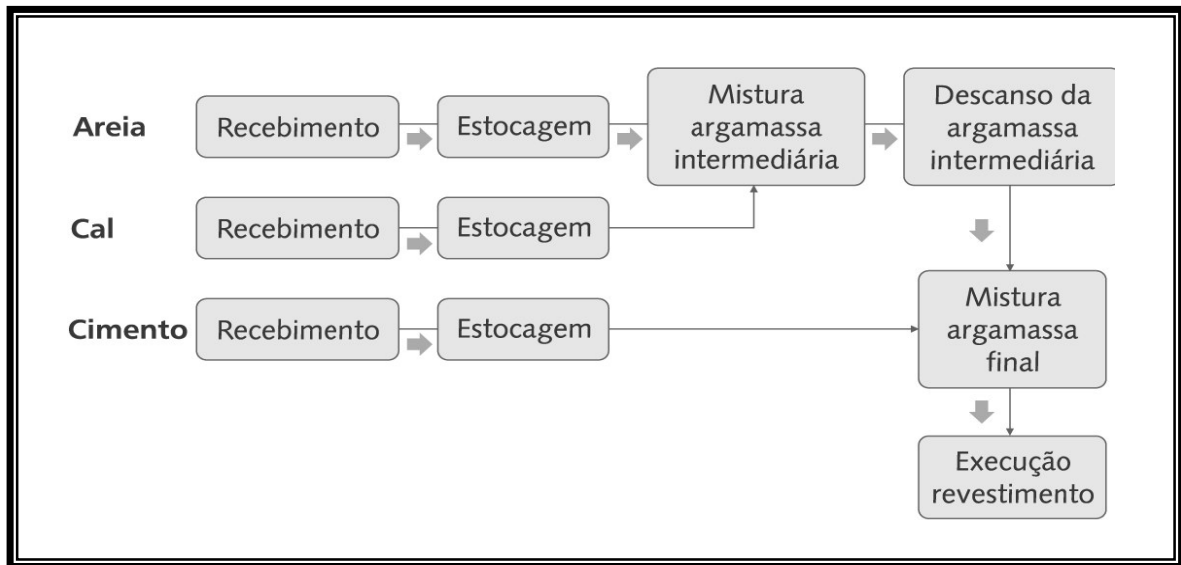 Areia
Recebimento
Estocagem
Mistura
argamassa
intermediária
Descanso da
argamassa
intermediária
Cal
Recebimento
Estocagem
Cimento
Recebimento
Estocagem
Mistura
argamassa
final
Execução
revestimento